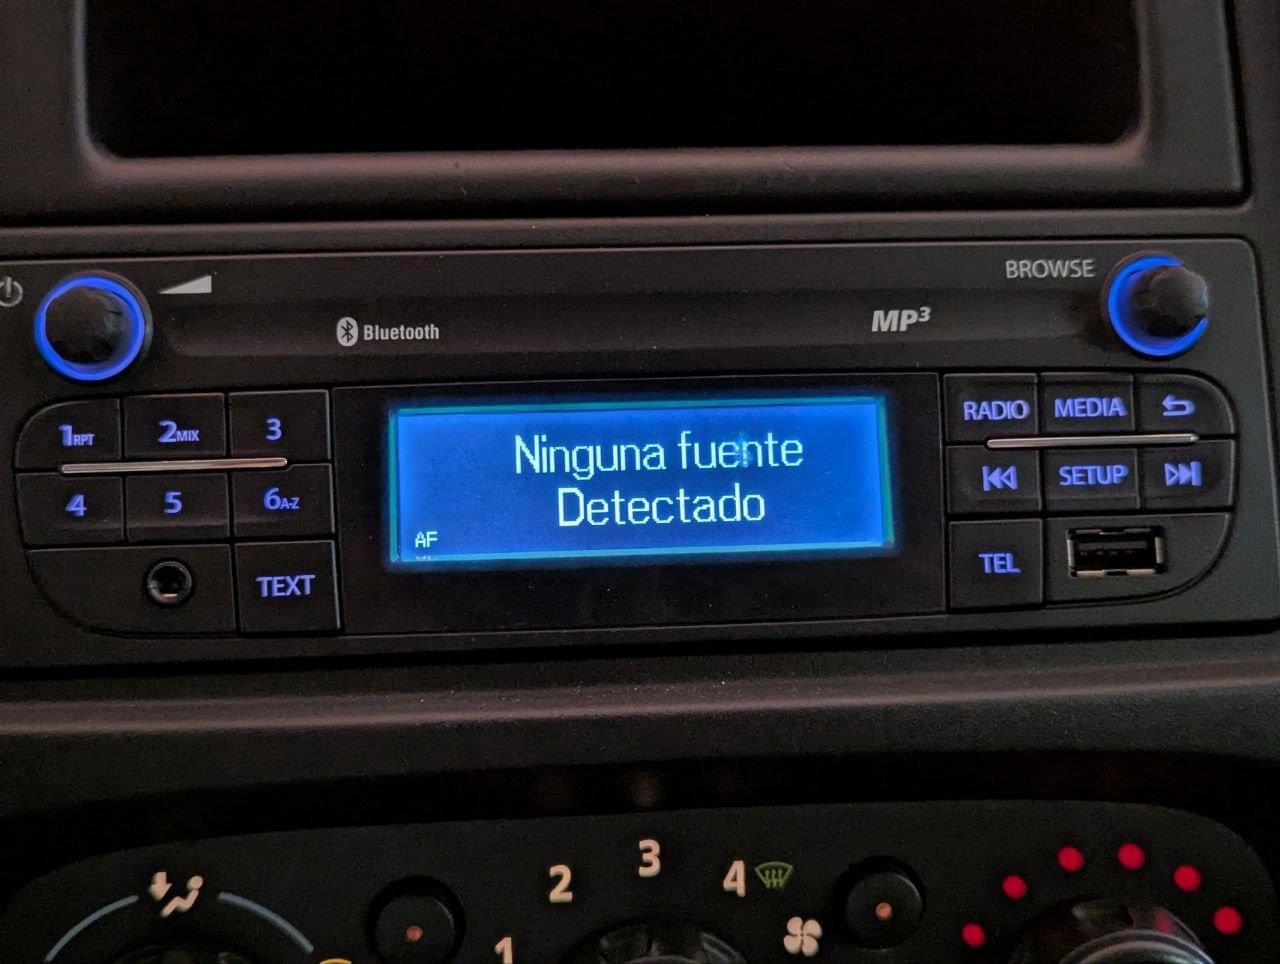 BROWSE
Bluetooth
MP3
1RPT 2MIX 3
RADIO MEDIA
Ninguna fuente
Detectado
4 5 6A-Z
SETUP
AF
TEXT
TEL
1 2 3 4